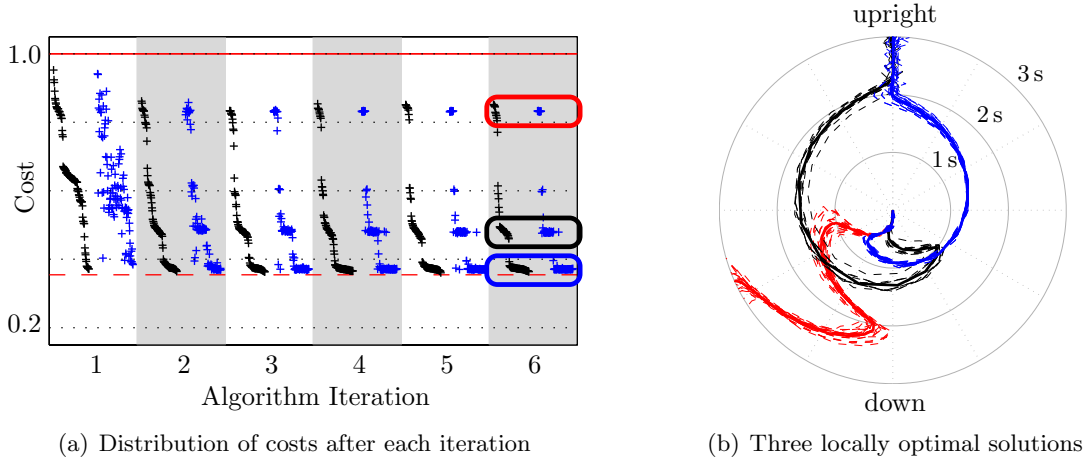 1.0
Cost
0.2
1 2 3 4 5 6
Algorithm Iteration
(a) Distribution of costs after each iteration
upright
3 s
2 s
1 s
down
(b) Three locally optimal solutions